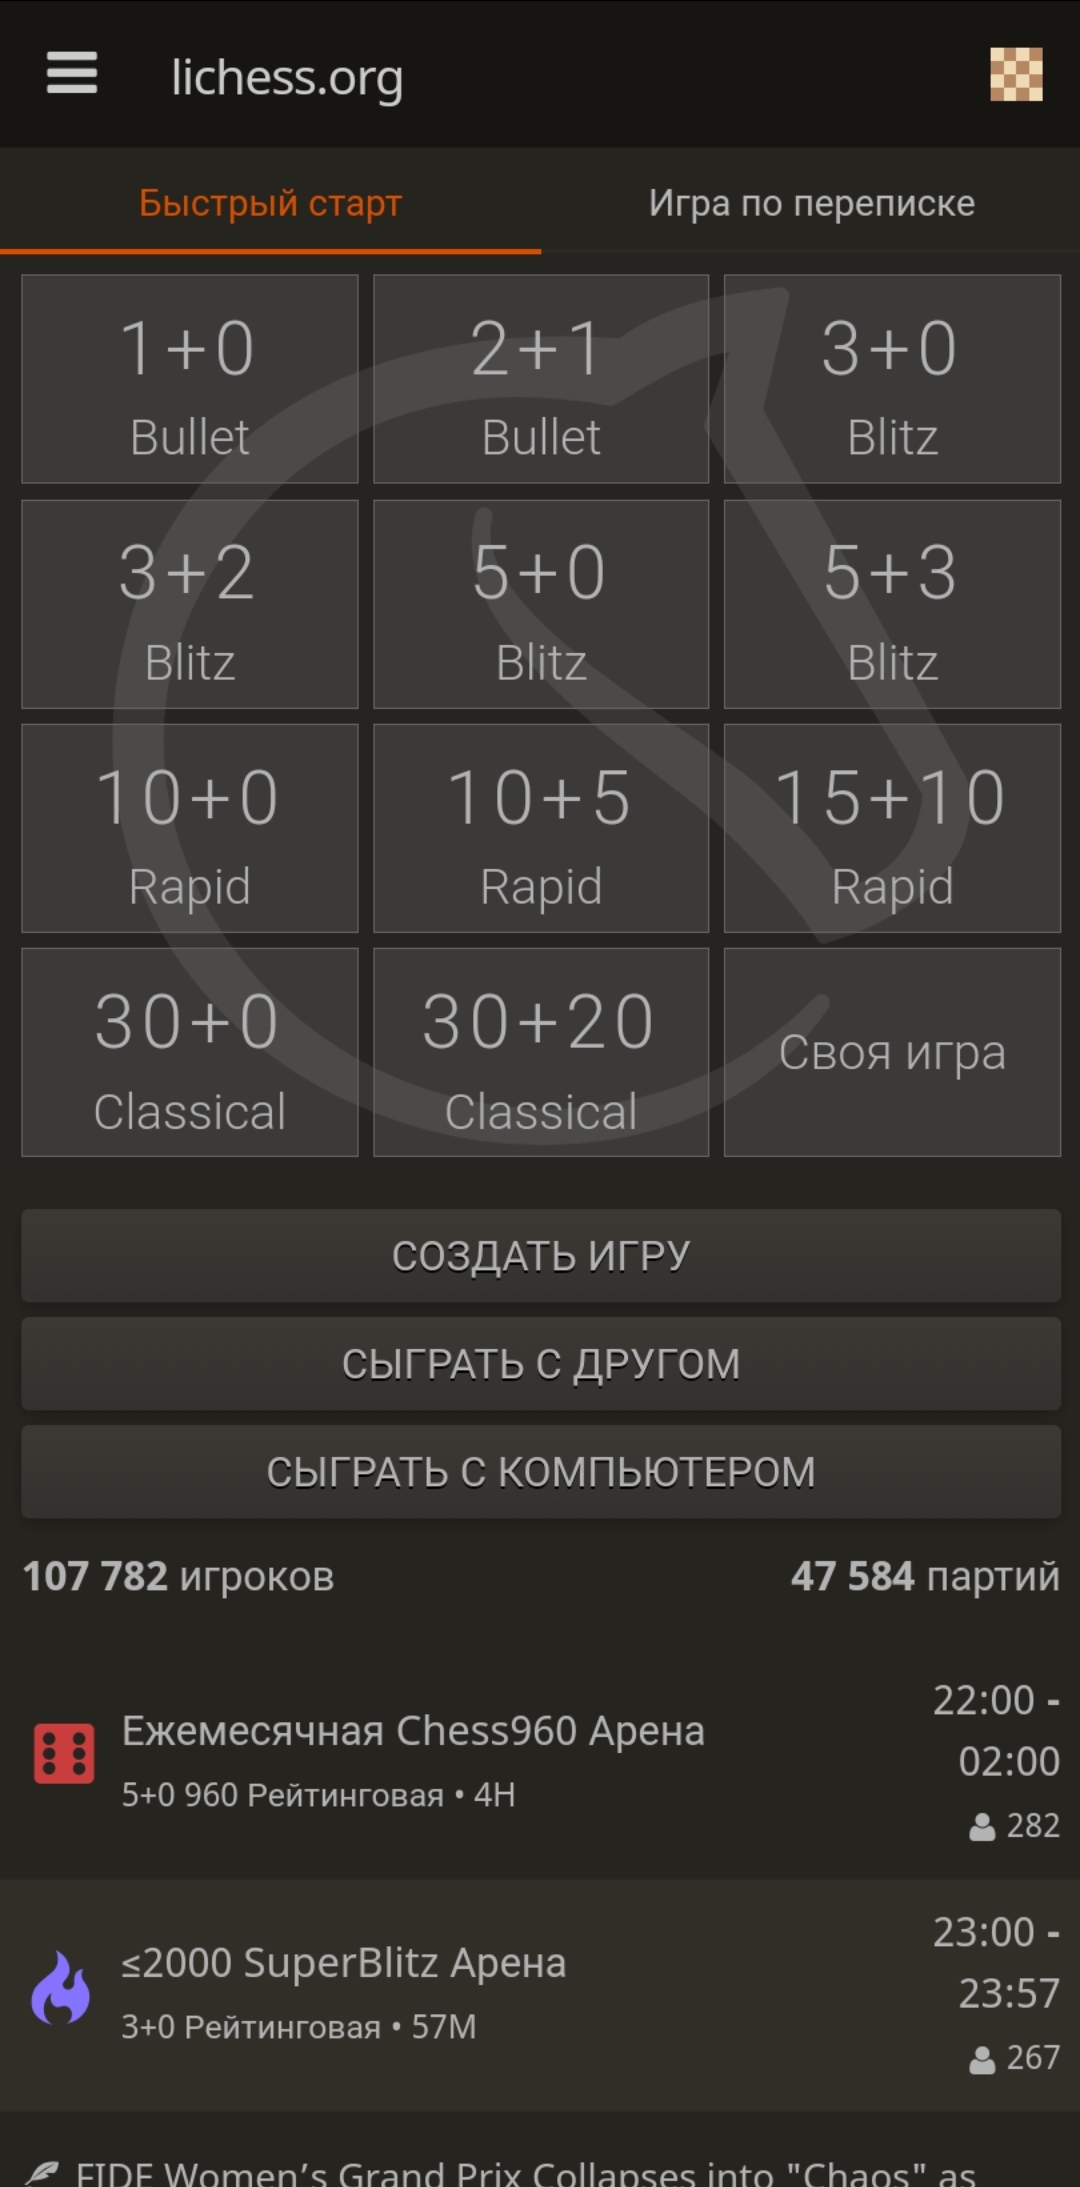 lichess.org
Быстрый старт
Игра по переписке
1+0
Bullet
2+1
Bullet
3+0
Blitz
3+2
Blitz
5+0
Blitz
5+3
Blitz
10+0
Rapid
10+5
Rapid
15+10
Rapid
30+0
Classical
30+20
Classical
Своя игра
СОЗДАТЬ ИГРУ
СЫГРАТЬ С ДРУГОМ
СЫГРАТЬ С КОМПЬЮТЕРОМ
107 782 игроков
47 584 партий
Ежемесячная Chess960 Арена
5+0 960 Рейтинговая • 4H
22:00 -
02:00
282
≤2000 SuperBlitz Арена
3+0 Рейтинговая • 57M
23:00 -
23:57
267
FIDE Women’s Grand Prix Collapses into "Chaos" as